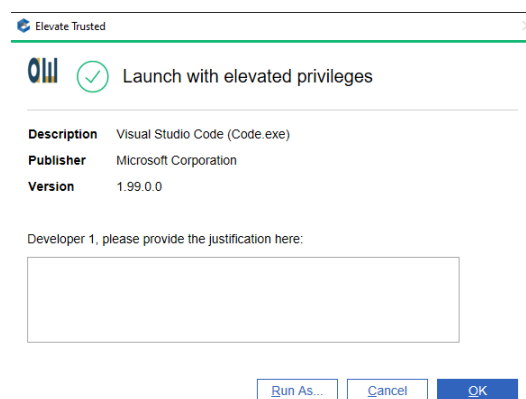 Elevate Trusted
Launch with elevated privileges
Description Visual Studio Code (Code.exe)
Publisher Microsoft Corporation
Version 1.99.0.0
Developer 1, please provide the justification here:
Run As... Cancel OK